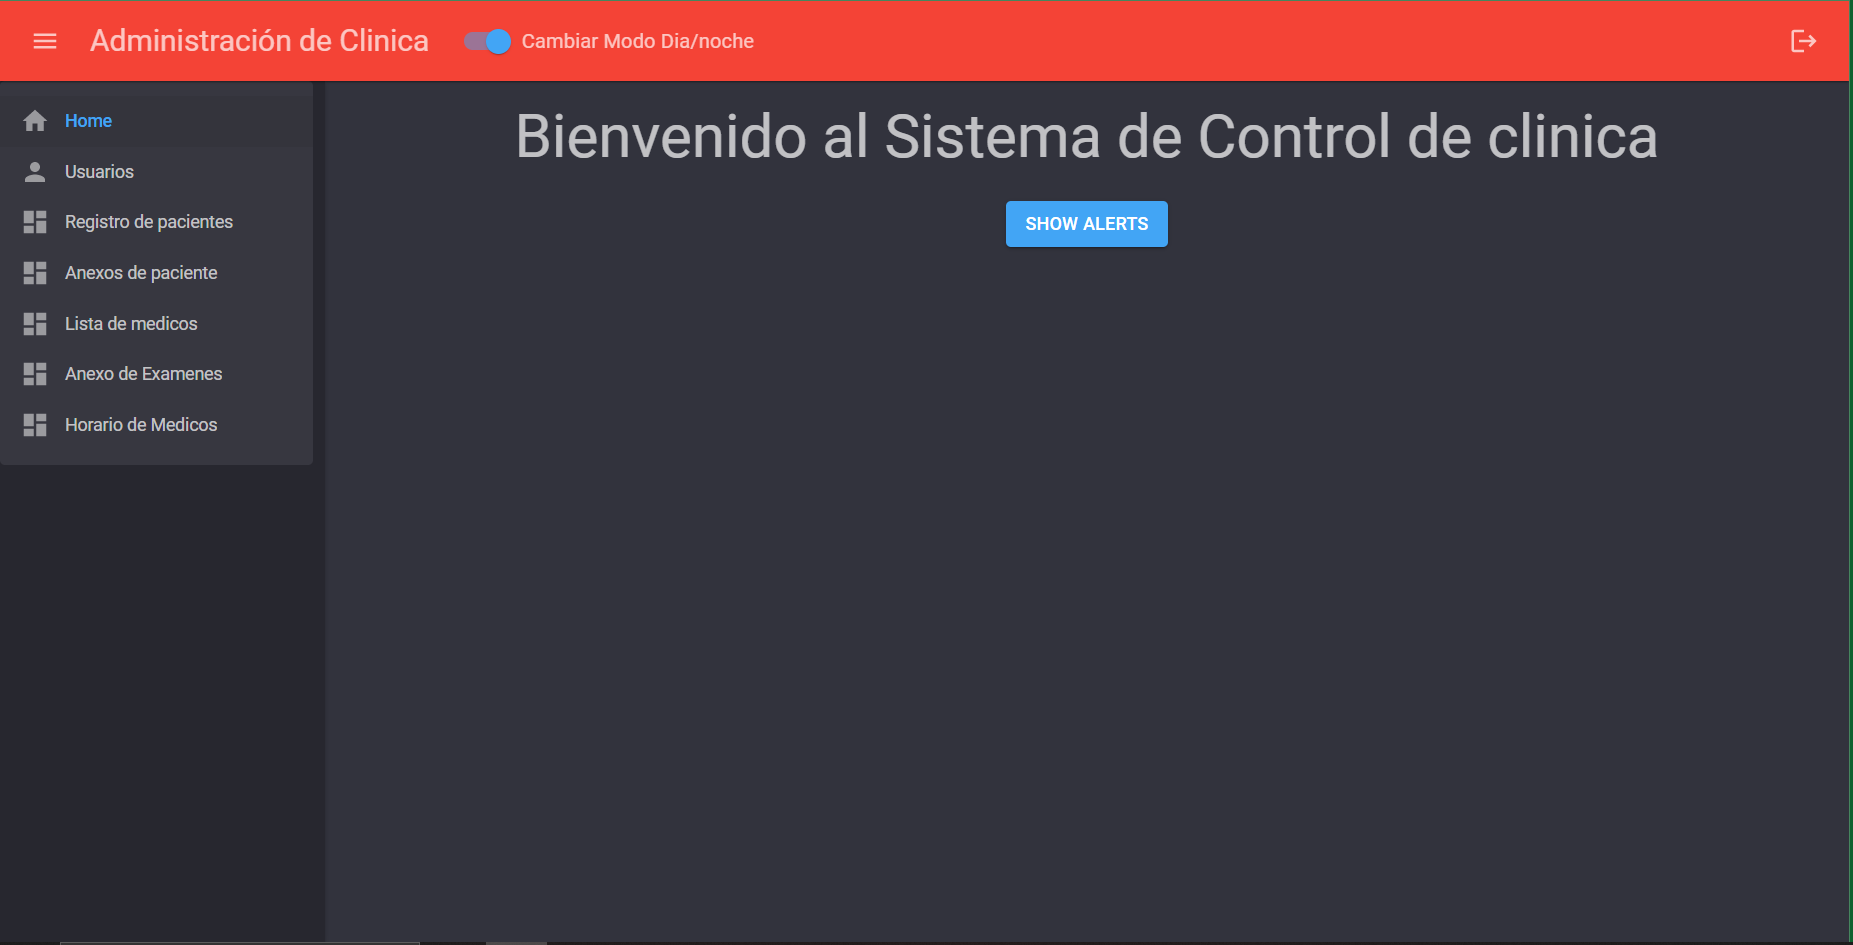 Administración de Clinica
Cambiar Modo Dia/noche
Home
Usuarios
Registro de pacientes
Anexos de paciente
Lista de medicos
Anexo de Examenes
Horario de Medicos
Bienvenido al Sistema de Control de clinica
SHOW ALERTS